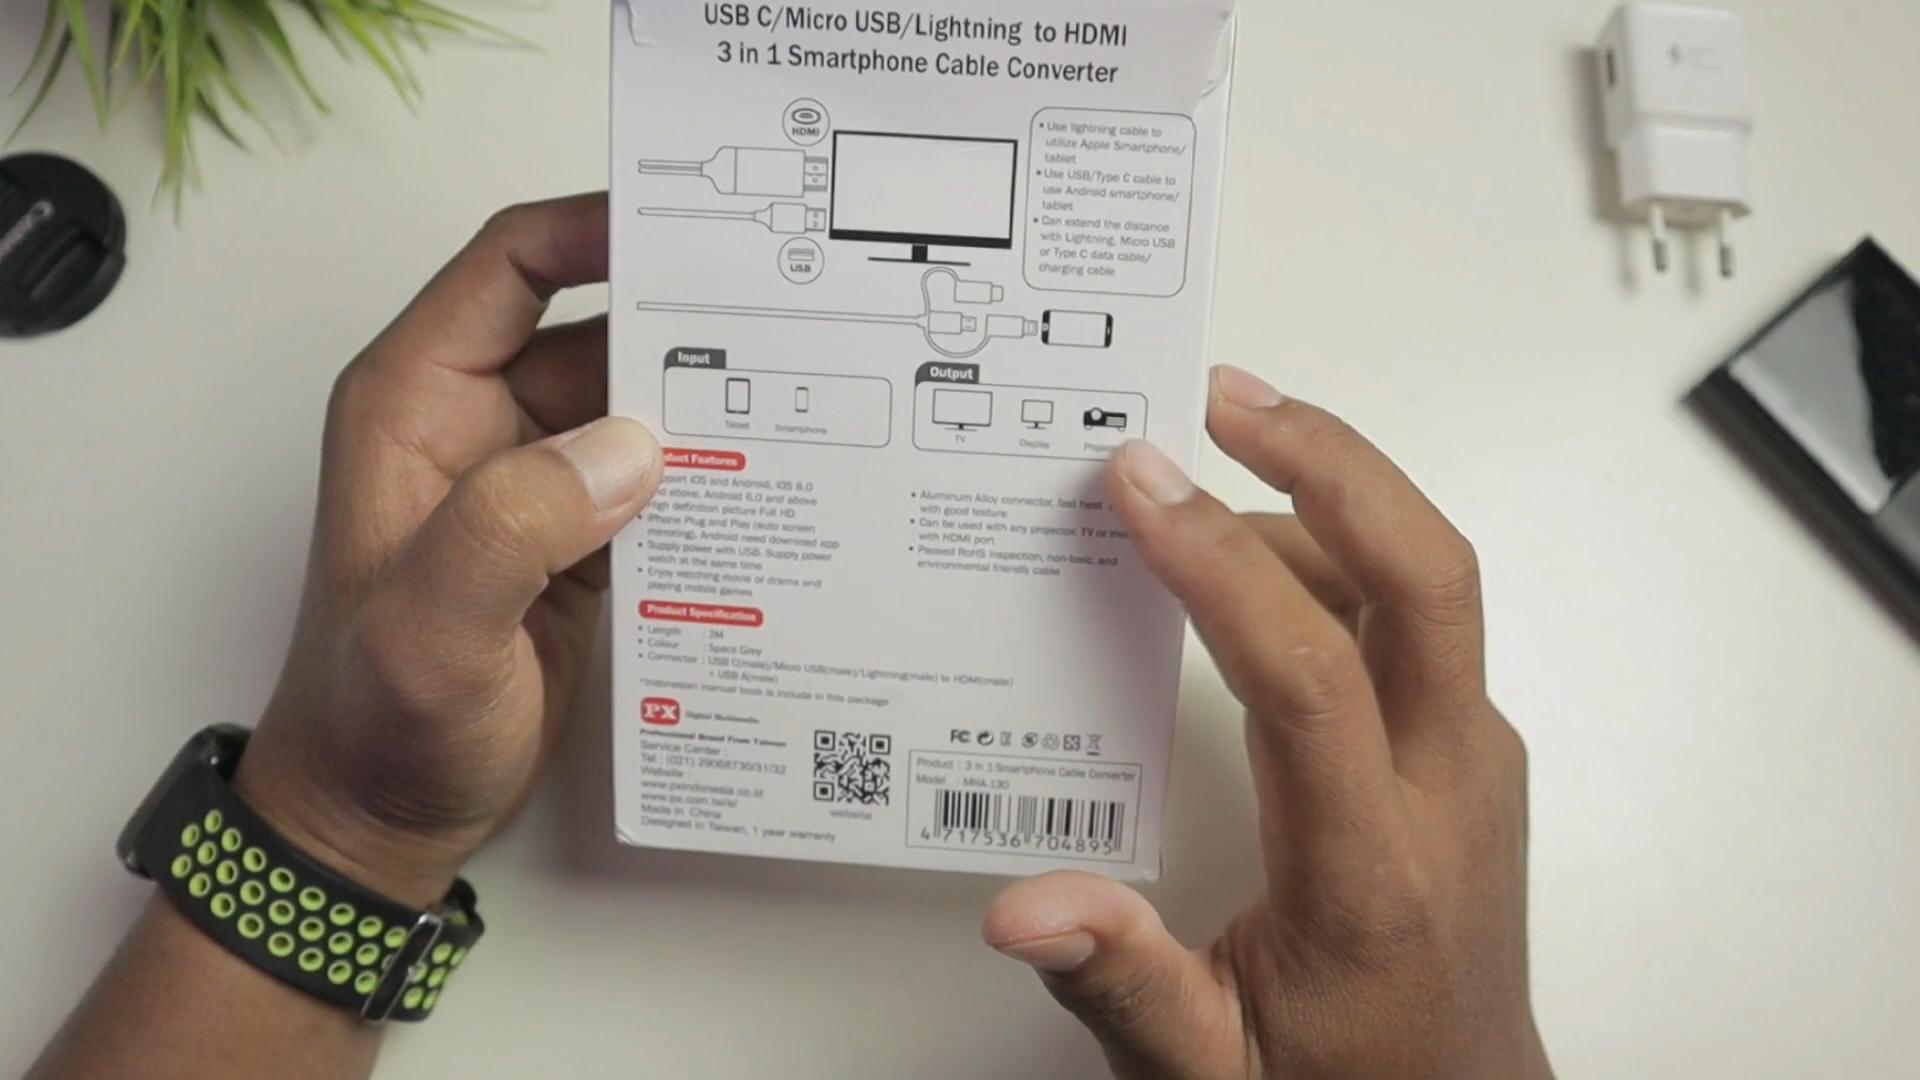 USB C/Micro USB/Lightning to HDMI
3 in 1 Smartphone Cable Converter
HDMI
USB
• Use lightning cable to
utilize Apple Smartphone/
tablet
• Use USB/Type C cable to
use Android smartphone/
tablet
• Can extend the distance
with Lightning, Micro USB
or Type C data cable/
charging cable
Input
Tablet
Smartphone
Output
TV
Display
Features
iOS and Android, iOS 8.0
above, Android 6.0 and above
High definition picture Full HD
• iPhone Plug and Play (auto screen
mirroring), Android need download app
• Supply power with USB. Supply power
watch at the same time
• Enjoy watching movie or drama and
playing mobile games
• Aluminum Alloy connector, fast heat
with good texture
• Can be used with any projector, TV or
with HDMI port
• Passed RoHS inspection, non-toxic, and
environmental friendly cable
Product Specification
• Length : 2M
• Colour : Space Grey
• Connector : USB C(male)/Micro USB(male)/Lightning(male) to HDMI(male)
+ USB A(male)
*Indonesian manual book is include in this package
PX Digital Multimedia
Professional Brand From Taiwan
Service Center :
Tel : (021) 29068730/31/32
Website :
www.pxindonesia.co.id
www.px.com.tw/e/
Made in China
Designed in Taiwan, 1 year warranty
website
FC
Product : 3 in 1 Smartphone Cable Converter
Model : MHA-130
4 717536 704895